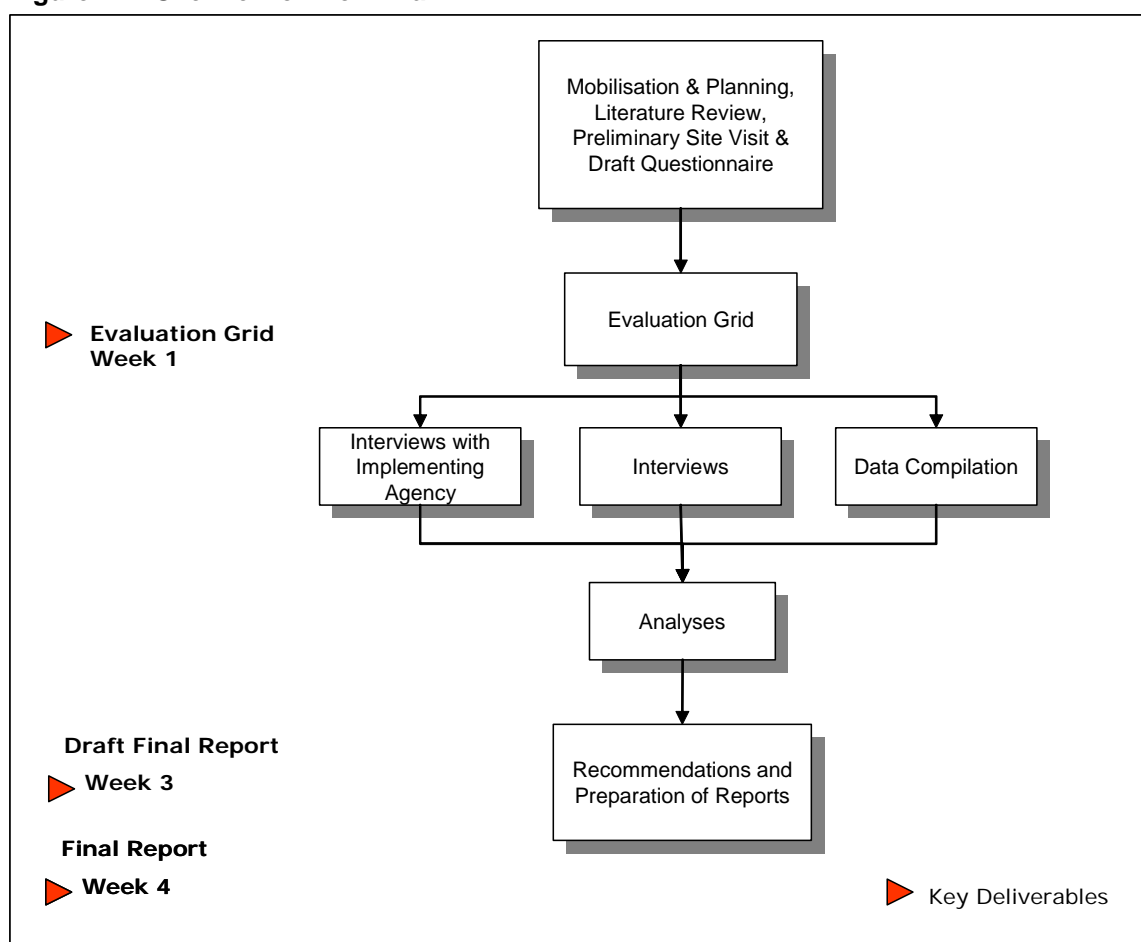 Mobilisation & Planning,
Literature Review,
Preliminary Site Visit &
Draft Questionnaire
Evaluation Grid
Evaluation Grid
Week 1
Interviews with
Implementing
Agency
Interviews
Data Compilation
Analyses
Draft Final Report
Week 3
Recommendations and
Preparation of Reports
Final Report
Week 4
Key Deliverables